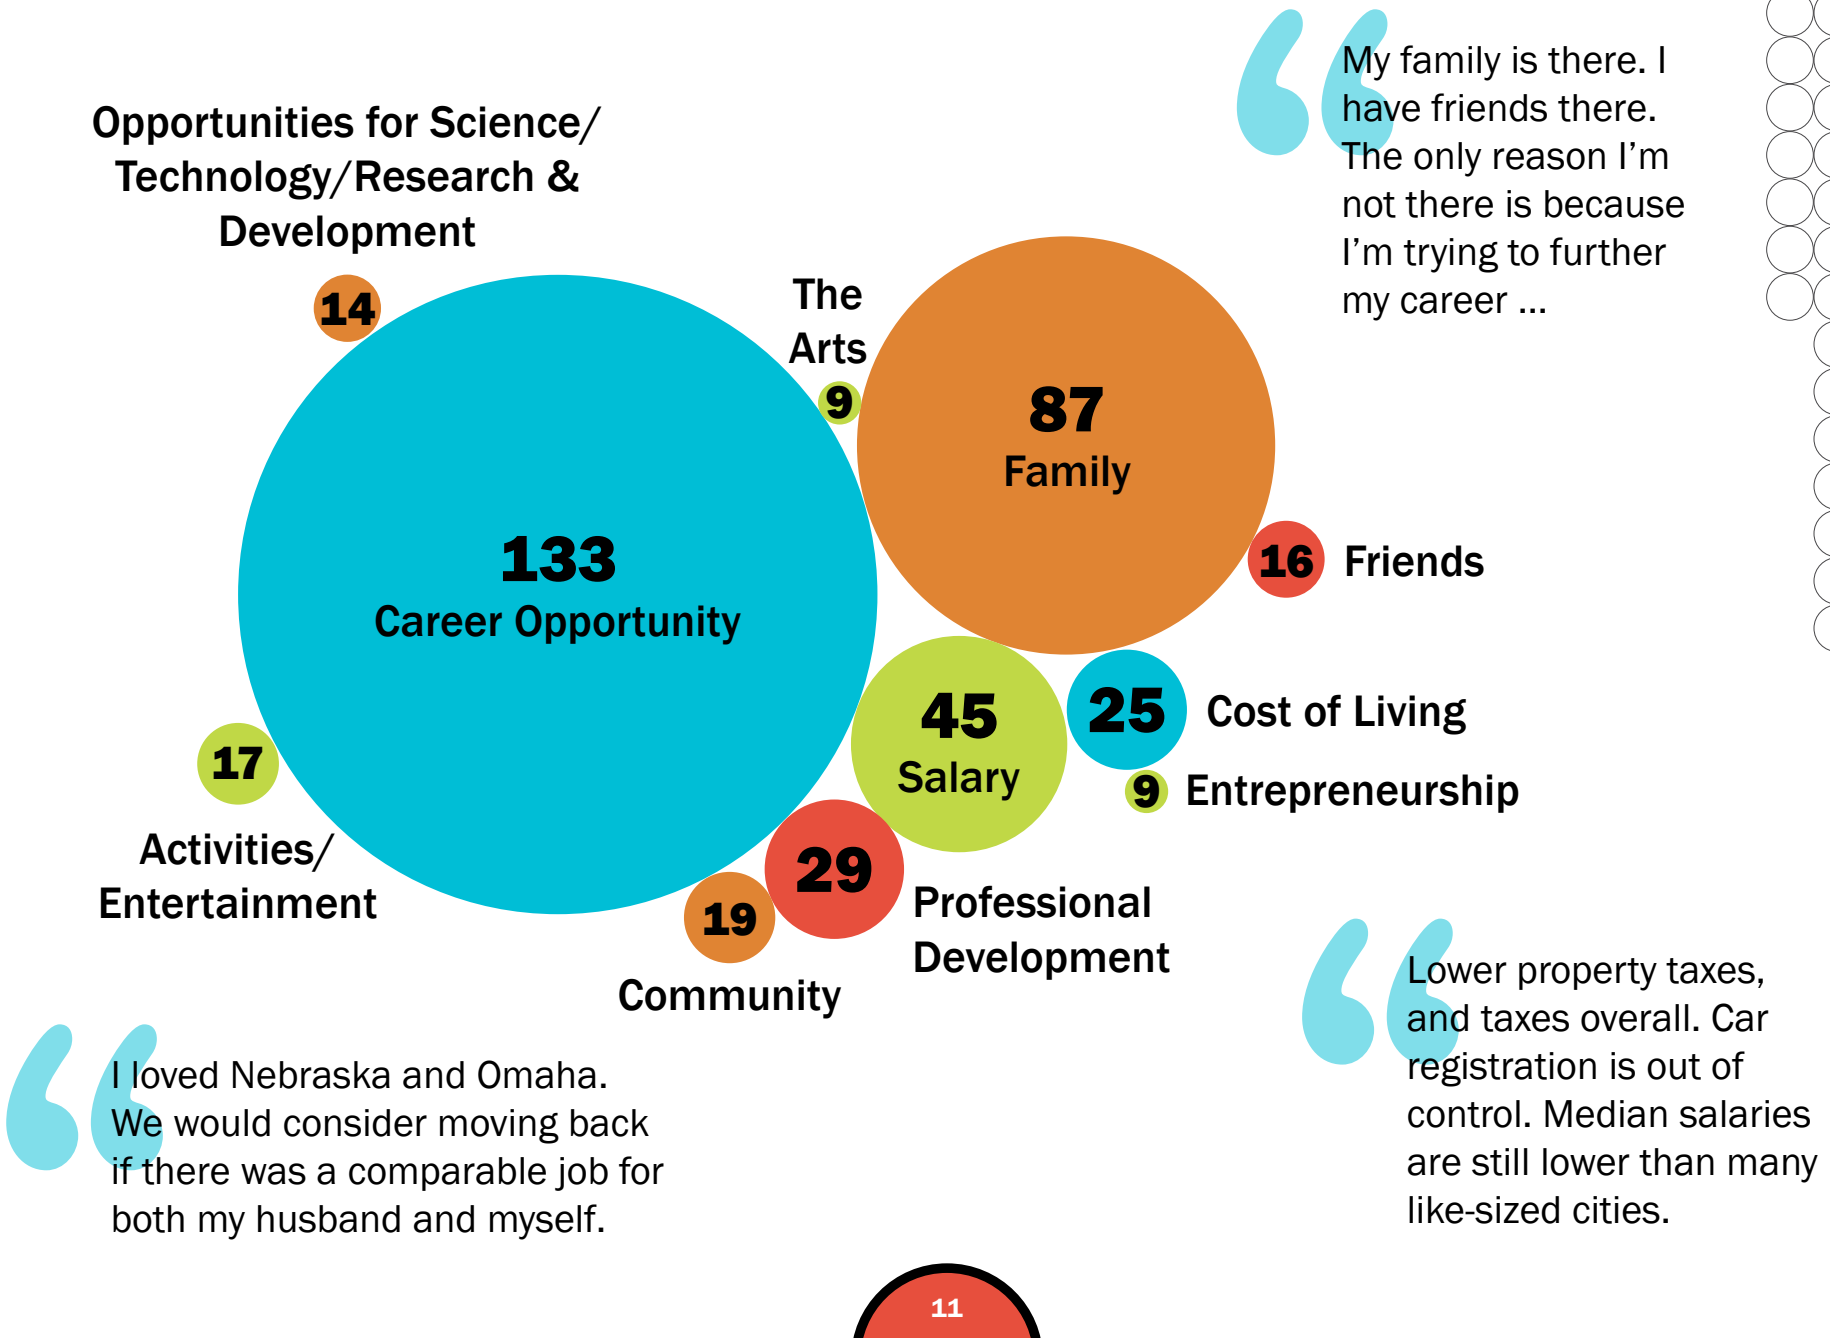 My family is there. I
have friends there.
The only reason I’m
not there is because
I’m trying to further
my career ...
Opportunities for Science/
Technology/Research &
Development
14
The
Arts
9
87
Family
133
Career Opportunity
16 Friends
45
Salary
25 Cost of Living
9 Entrepreneurship
17
Activities/
Entertainment
29
Professional
Development
19
Community
Lower property taxes,
and taxes overall. Car
registration is out of
control. Median salaries
are still lower than many
like-sized cities.
I loved Nebraska and Omaha.
We would consider moving back
if there was a comparable job for
both my husband and myself.
11